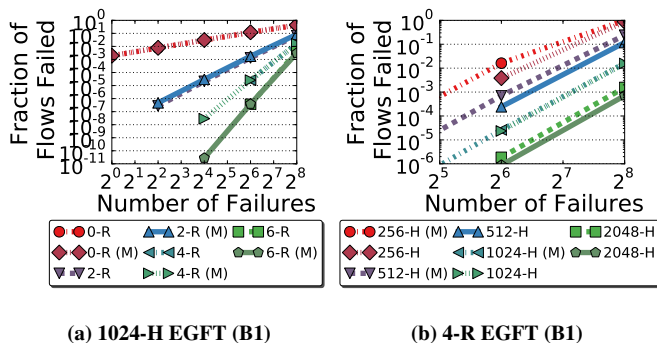 Fraction of
Flows Failed
10^0
10^-1
10^-2
10^-3
10^-4
10^-5
10^-6
10^-7
10^-8
10^-9
10^-10
10^-11
2^0 2^1 2^2 2^3 2^4 2^5 2^6 2^7 2^8
Number of Failures
0-R 2-R (M) 6-R
0-R (M) 4-R 6-R (M)
2-R 4-R (M)
(a) 1024-H EGFT (B1)
Fraction of
Flows Failed
10^0
10^-1
10^-2
10^-3
10^-4
10^-5
10^-6
2^5 2^6 2^7 2^8
Number of Failures
256-H (M) 512-H 2048-H
256-H 1024-H (M) 2048-H
512-H (M) 1024-H
(b) 4-R EGFT (B1)